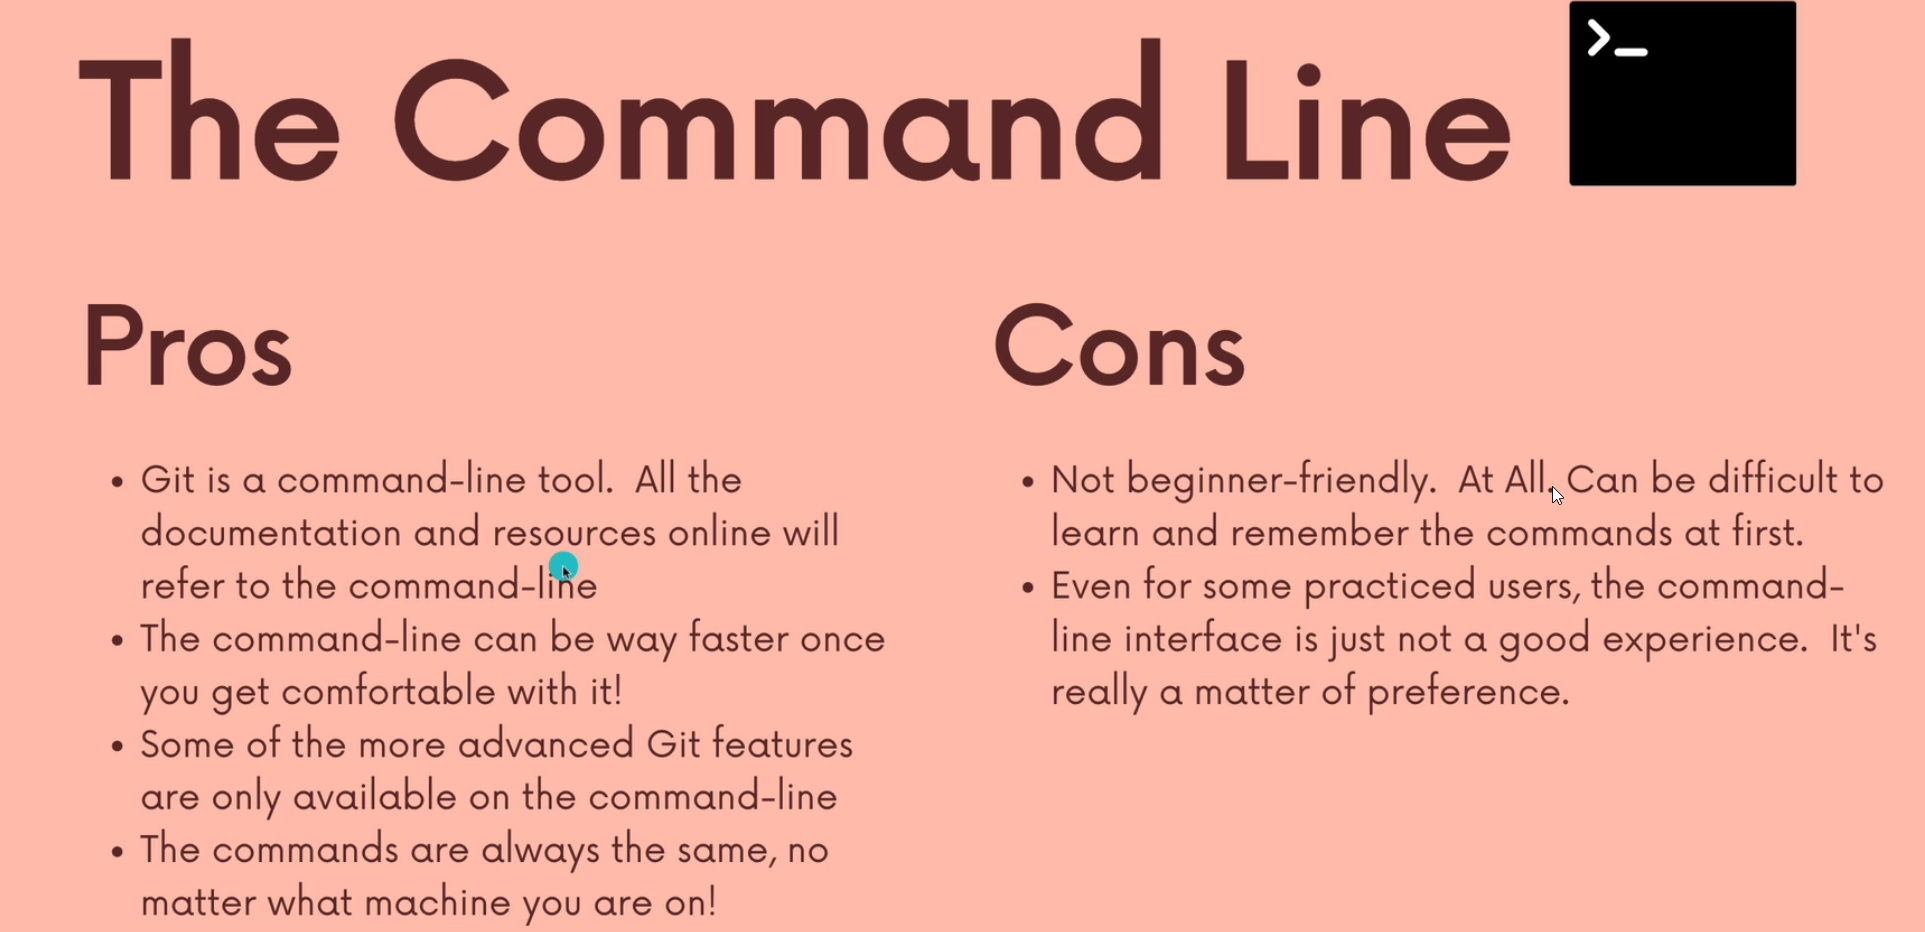 The Command Line
>_
Pros
Git is a command-line tool.  All the
documentation and resources online will
refer to the command-line
The command-line can be way faster once
you get comfortable with it!
Some of the more advanced Git features
are only available on the command-line
The commands are always the same, no
matter what machine you are on!
Cons
Not beginner-friendly.  At All. Can be difficult to
learn and remember the commands at first.
Even for some practiced users, the command-
line interface is just not a good experience.  It's
really a matter of preference.